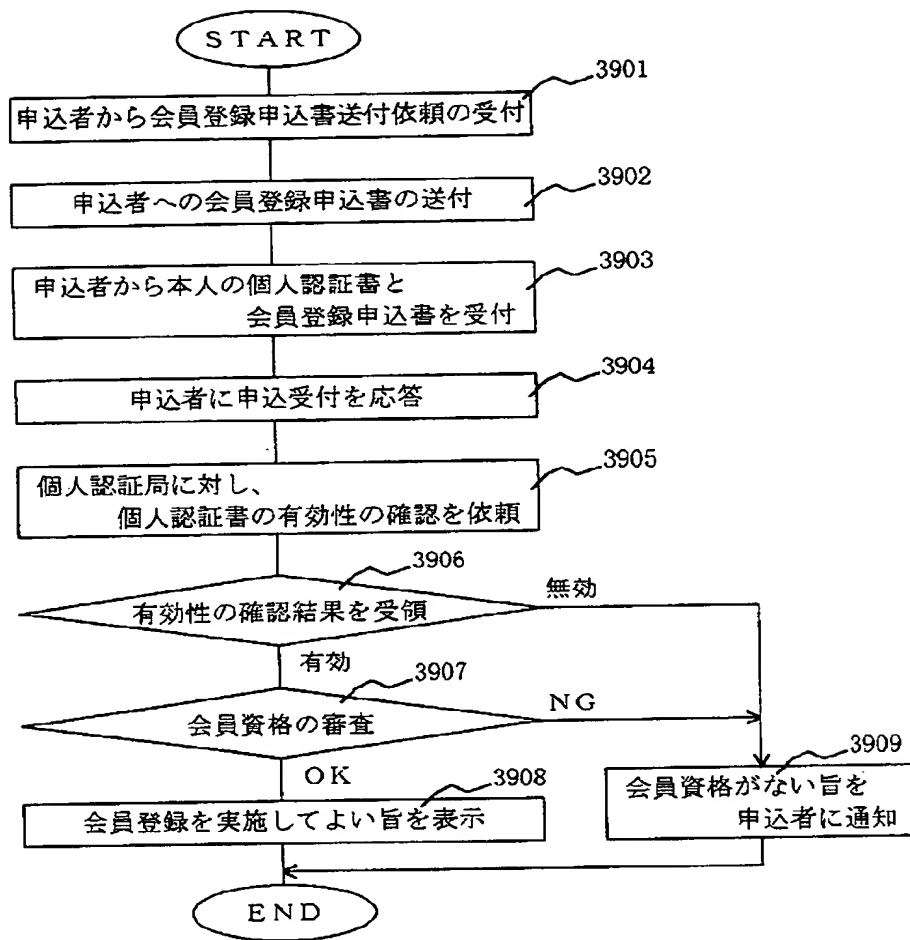 START
3901
申込者から会員登録申込書送付依頼の受付
3902
申込者への会員登録申込書の送付
3903
申込者から本人の個人認証書と
会員登録申込書を受付
3904
申込者に申込受付を応答
3905
個人認証局に対し、
個人認証書の有効性の確認を依頼
3906
有効性の確認結果を受領
無効
有効
3907
会員資格の審査
NG
OK
3908
会員登録を実施してよい旨を表示
3909
会員資格がない旨を
申込者に通知
END